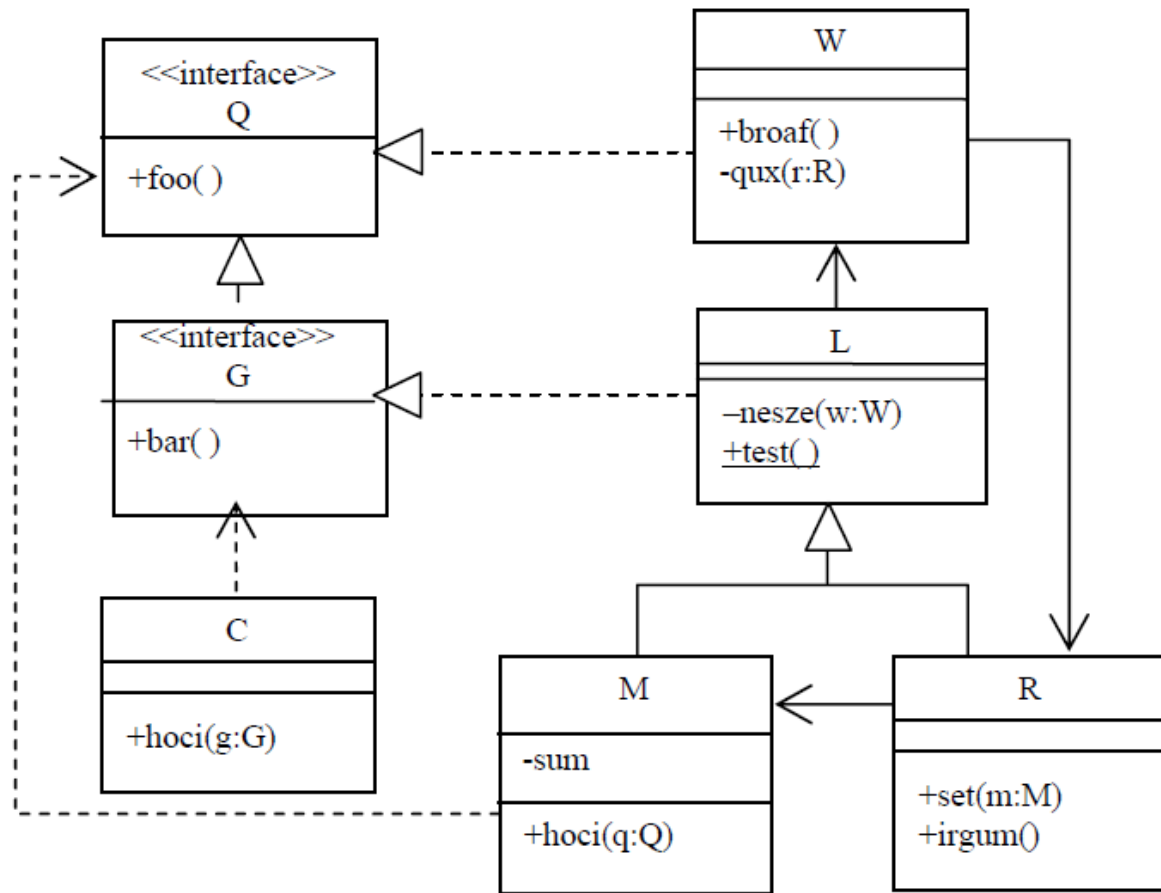 <<interface>>
Q
+foo( )
W
+broaf( )
-qux(r:R)
<<interface>>
G
+bar( )
L
–nesze(w:W)
+test( )
C
+hoci(g:G)
M
-sum
+hoci(q:Q)
R
+set(m:M)
+irgum()